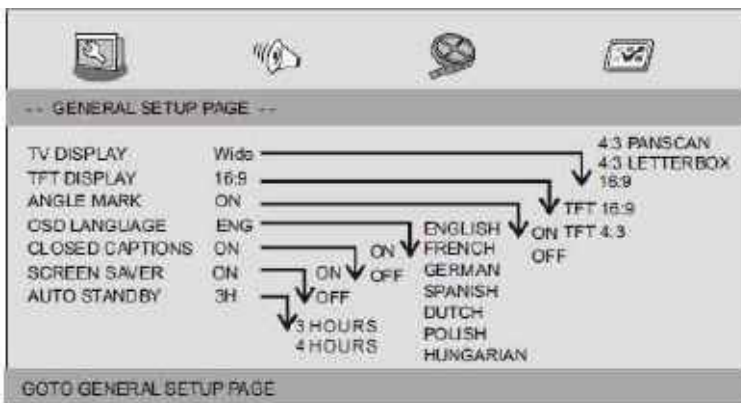 -- GENERAL SETUP PAGE --
TV DISPLAY Wide
TFT DISPLAY 16:9
ANGLE MARK ON
OSD LANGUAGE ENG
CLOSED CAPTIONS ON
SCREEN SAVER ON
AUTO STANDBY 3H
4:3 PANSCAN
4:3 LETTERBOX
16:9
TFT 16:9
TFT 4:3
ON
OFF
ENGLISH
FRENCH
GERMAN
SPANISH
DUTCH
POLISH
HUNGARIAN
ON
OFF
ON
OFF
3 HOURS
4 HOURS
GOTO GENERAL SETUP PAGE